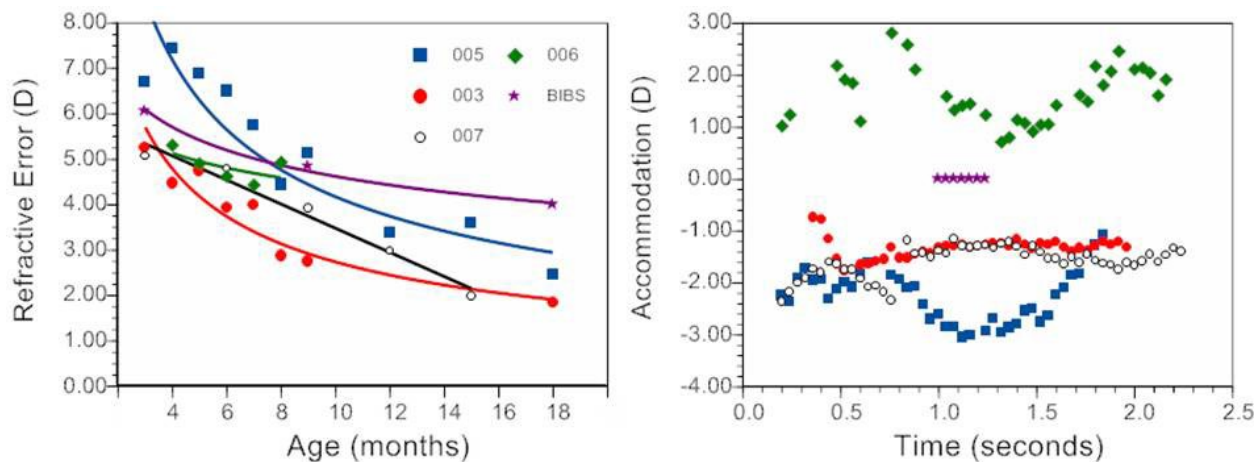 8.00
7.00
6.00
5.00
4.00
3.00
2.00
1.00
0.00
Refractive Error (D)
4 6 8 10 12 14 16 18
Age (months)
005 006
003 BIBS
007
3.00
2.00
1.00
0.00
-1.00
-2.00
-3.00
-4.00
Accommodation (D)
0.0 0.5 1.0 1.5 2.0 2.5
Time (seconds)